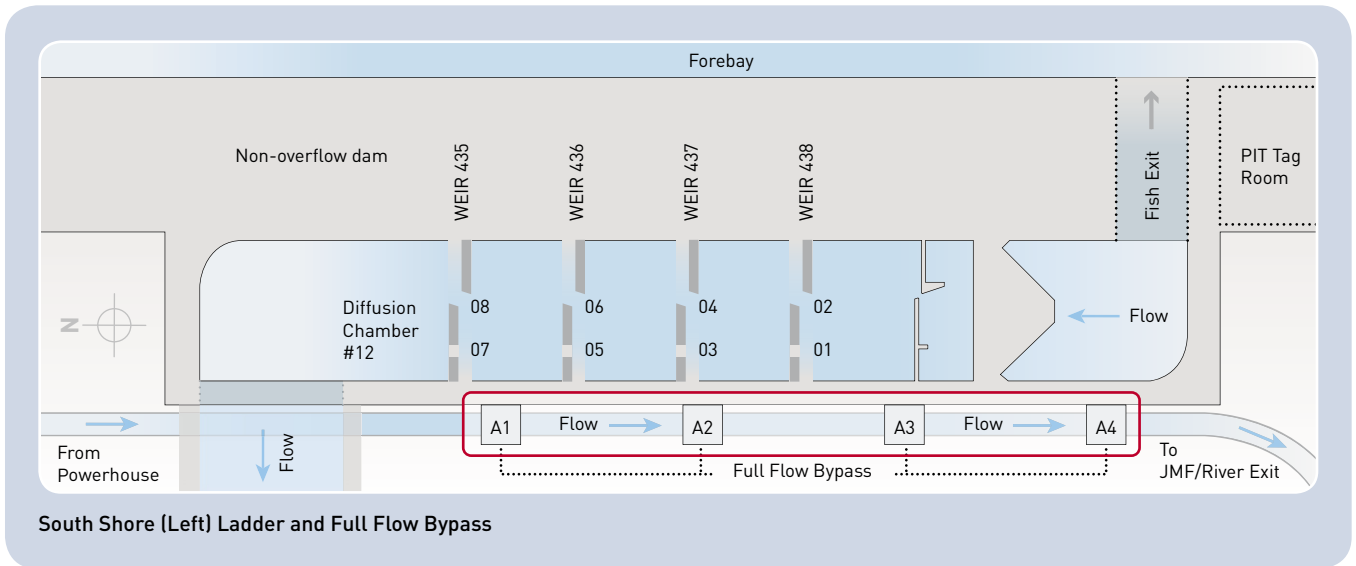 Forebay
Non-overflow dam
WEIR 435
WEIR 436
WEIR 437
WEIR 438
Fish Exit
PIT Tag
Room
N
Diffusion
Chamber
#12
08
06
04
02
07
05
03
01
Flow
A1
Flow
A2
A3
Flow
A4
From
Powerhouse
Flow
Full Flow Bypass
To
JMF/River Exit
South Shore (Left) Ladder and Full Flow Bypass